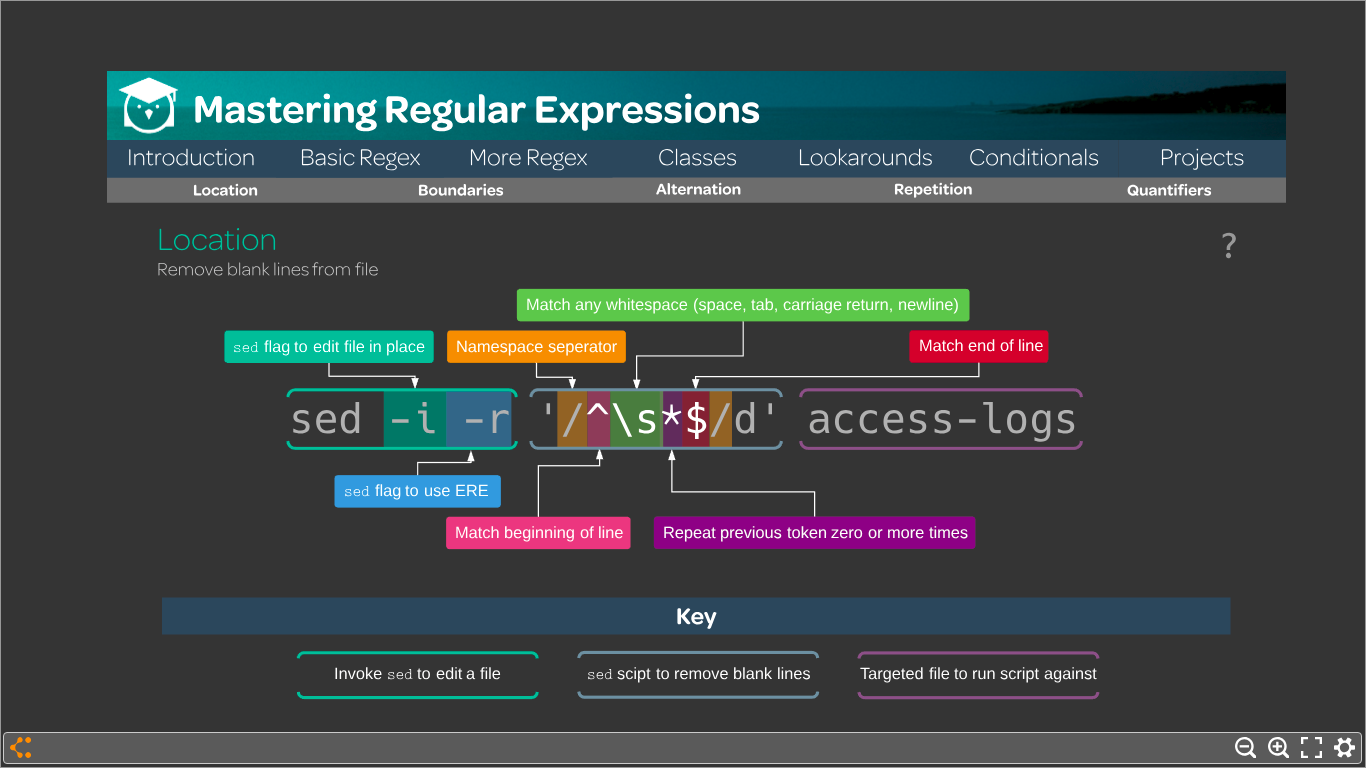 Mastering Regular Expressions
Introduction Basic Regex More Regex Classes Lookarounds Conditionals Projects
Location Boundaries Alternation Repetition Quantifiers
Location
?
Remove blank lines from file
Match any whitespace (space, tab, carriage return, newline)
sed flag to edit file in place
Namespace seperator
Match end of line
sed -i -r '/^\s*$/d' access-logs
sed flag to use ERE
Match beginning of line
Repeat previous token zero or more times
Key
Invoke sed to edit a file
sed scipt to remove blank lines
Targeted file to run script against